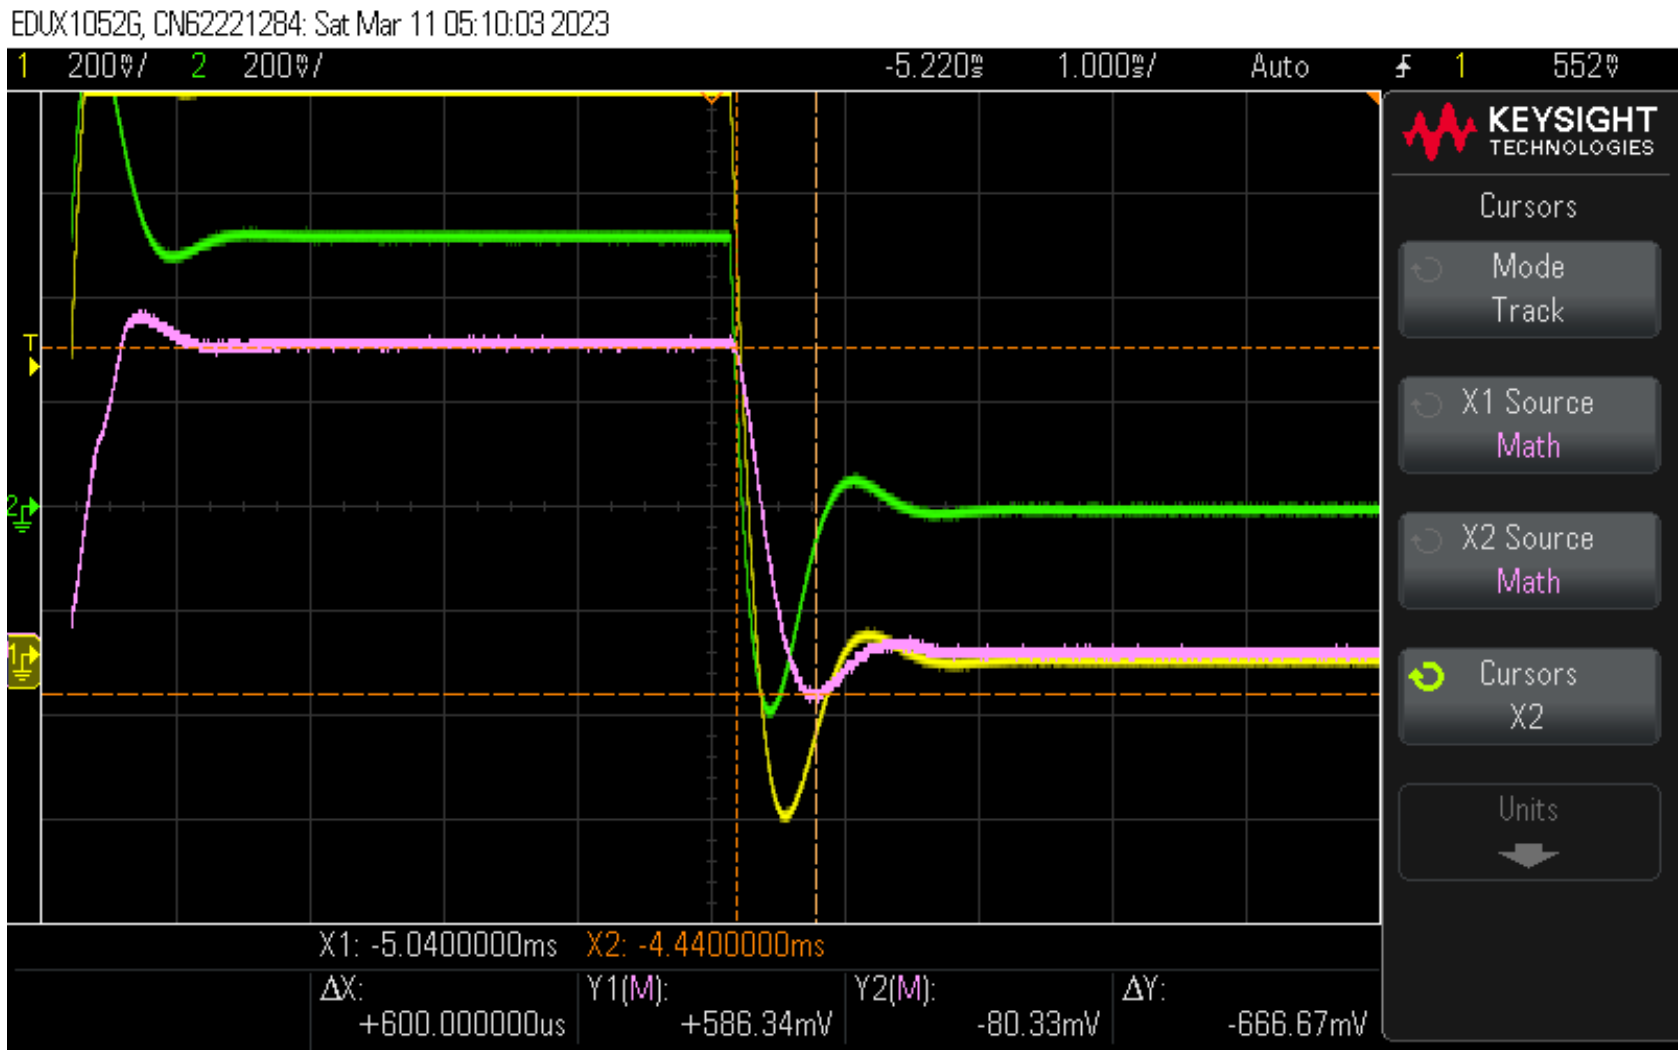 EDUX1052G, CN62221284: Sat Mar 11 05:10:03 2023
1 200mV/ 2 200mV/ -5.220ms 1.000ms/ Auto 1 552mV
KEYSIGHT
TECHNOLOGIES
Cursors
Mode
Track
X1 Source
Math
X2 Source
Math
Cursors
X2
Units
T
2
1
X1: -5.0400000ms X2: -4.4400000ms
ΔX: Y1(M): Y2(M): ΔY:
+600.000000us +586.34mV -80.33mV -666.67mV